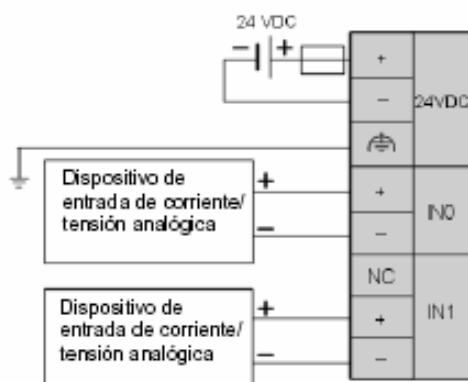 24 VDC
− +
+
− 24VDC
Dispositivo de
entrada de corriente/
tensión analógica
+
−
+
− IN0
NC
Dispositivo de
entrada de corriente/
tensión analógica
+
−
+ IN1
−